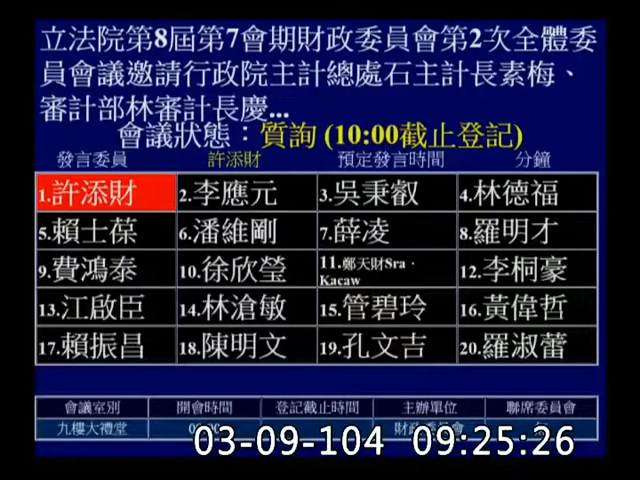 立法院第8屆第7會期財政委員會第2次全體委
員會議邀請行政院主計總處石主計長素梅、
審計部林審計長慶...
會議狀態：質詢 (10:00截止登記)
發言委員 許添財 預定發言時間 分鐘
1.許添財 2.李應元 3.吳秉叡 4.林德福
5.賴士葆 6.潘維剛 7.薛凌 8.羅明才
9.費鴻泰 10.徐欣瑩 11.鄭天財Sra．Kacaw 12.李桐豪
13.江啟臣 14.林滄敏 15.管碧玲 16.黃偉哲
17.賴振昌 18.陳明文 19.孔文吉 20.羅淑蕾
會議室別 開會時間 登記截止時間 主辦單位 聯席委員會
九樓大禮堂 財政委員會
03-09-104 09:25:26